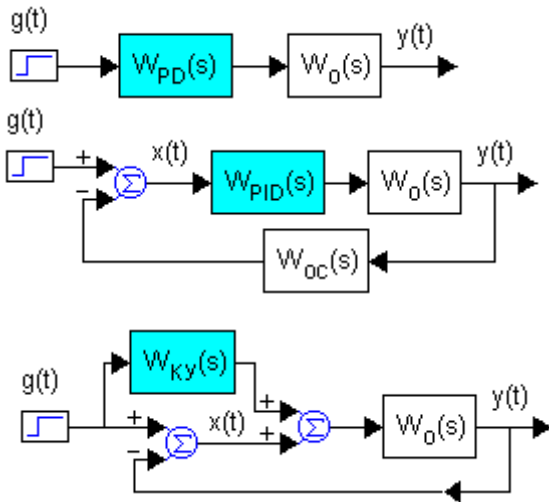 g(t)
W_PD(s)
W_o(s)
y(t)
g(t)
+
−
Σ
x(t)
W_PID(s)
W_o(s)
y(t)
W_oc(s)
g(t)
W_Ky(s)
+
−
Σ
x(t)
+
+
Σ
W_o(s)
y(t)